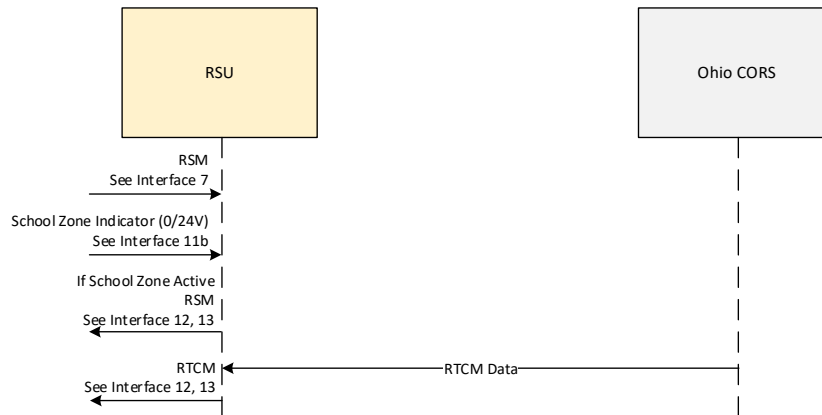 RSU
Ohio CORS
RSM
See Interface 7
School Zone Indicator (0/24V)
See Interface 11b
If School Zone Active
RSM
See Interface 12, 13
RTCM
RTCM Data
See Interface 12, 13